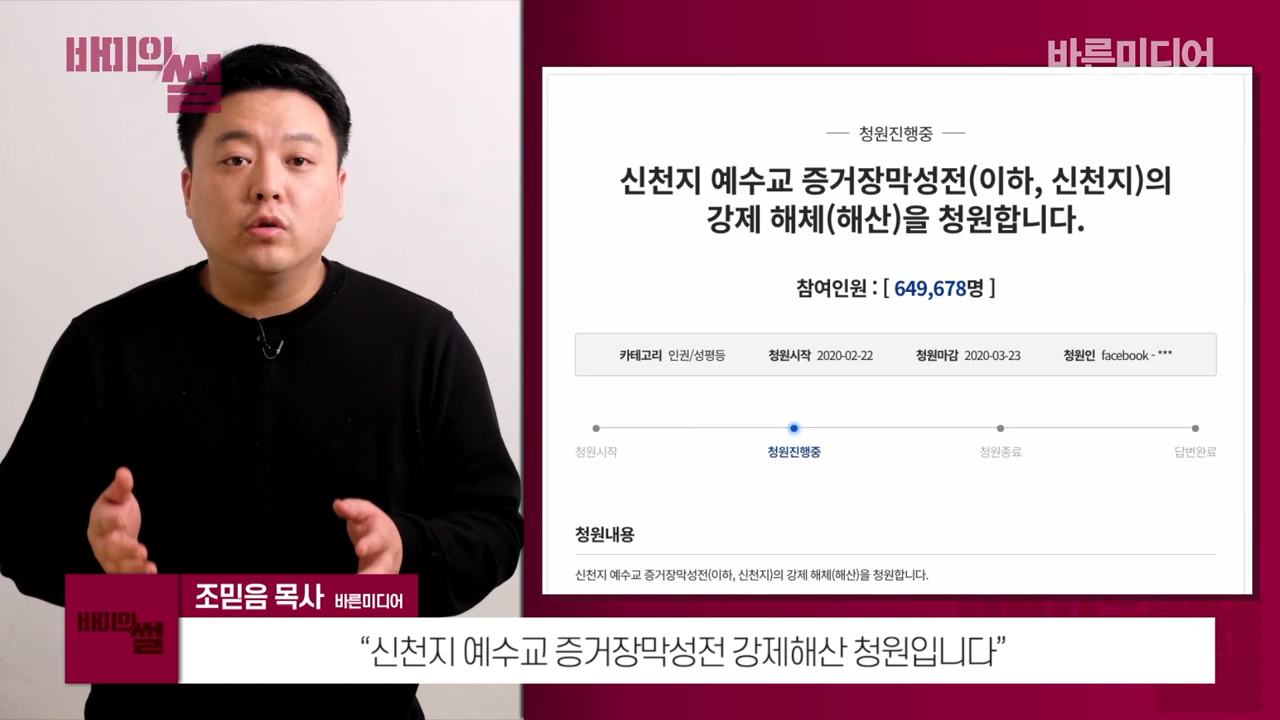 바미의
썰
바른미디어
청원진행중
신천지 예수교 증거장막성전(이하, 신천지)의
강제 해체(해산)을 청원합니다.
참여인원 : [ 649,678명 ]
카테고리 인권/성평등 청원시작 2020-02-22 청원마감 2020-03-23 청원인 facebook - ***
청원시작 청원진행중 청원종료 답변완료
청원내용
신천지 예수교 증거장막성전(이하, 신천지)의 강제 해체(해산)을 청원합니다.
조믿음 목사 바른미디어
바미의
썰
“신천지 예수교 증거장막성전 강제해산 청원입니다”